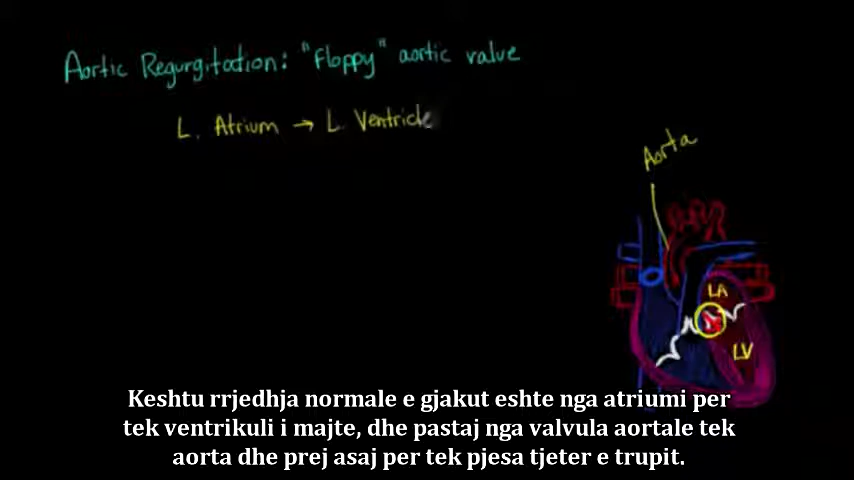 Aortic Regurgitation: "Floppy" aortic valve
L. Atrium → L. Ventricle
Aorta
LA
LV
Keshtu rrjedhja normale e gjakut eshte nga atriumi per
tek ventrikuli i majte, dhe pastaj nga valvula aortale tek
aorta dhe prej asaj per tek pjesa tjeter e trupit.